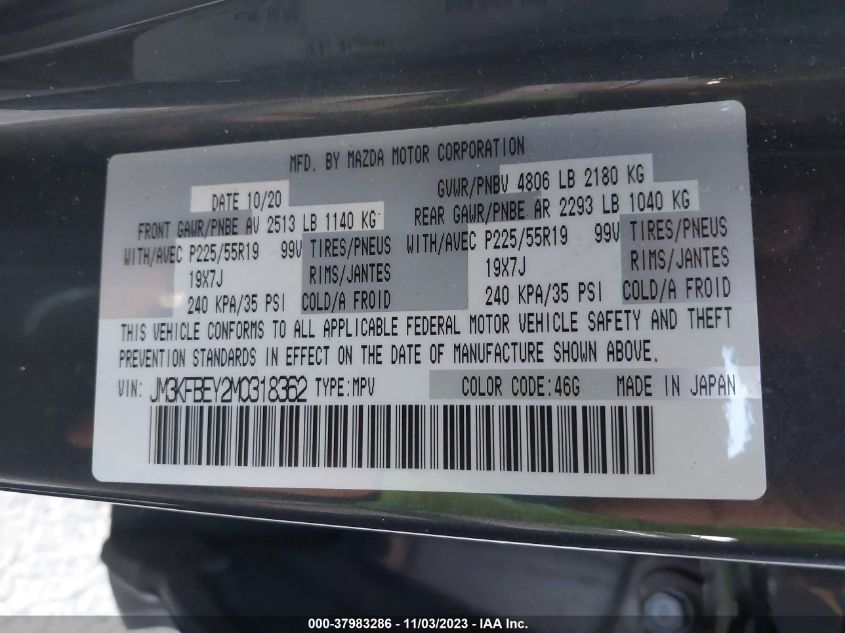 MFD. BY MAZDA MOTOR CORPORATION
DATE 10/20 GVWR/PNBV 4806 LB 2180 KG
FRONT GAWR/PNBE AV 2513 LB 1140 KG REAR GAWR/PNBE AR 2293 LB 1040 KG
WITH/AVEC P225/55R19 99V TIRES/PNEUS WITH/AVEC P225/55R19 99V TIRES/PNEUS
19X7J RIMS/JANTES 19X7J RIMS/JANTES
240 KPA/35 PSI COLD/A FROID 240 KPA/35 PSI COLD/A FROID
THIS VEHICLE CONFORMS TO ALL APPLICABLE FEDERAL MOTOR VEHICLE SAFETY AND THEFT
PREVENTION STANDARDS IN EFFECT ON THE DATE OF MANUFACTURE SHOWN ABOVE.
VIN: JM3KFBEY2M0318362 TYPE:MPV COLOR CODE:46G MADE IN JAPAN
000-37983286 - 11/03/2023 - IAA Inc.